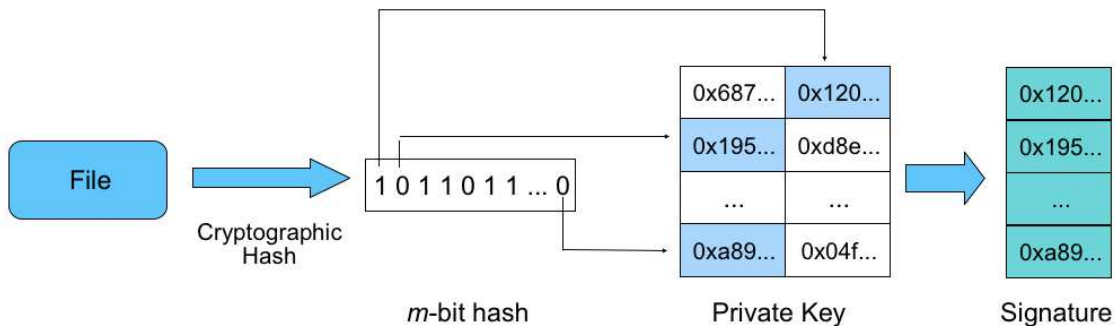 File
Cryptographic
Hash
1 0 1 1 0 1 1 ... 0
m-bit hash
0x687... 0x120...
0x195... 0xd8e...
... ...
0xa89... 0x04f...
Private Key
0x120...
0x195...
...
0xa89...
Signature